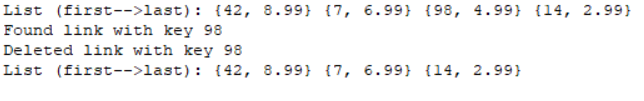 List (first-->last): {42, 8.99} {7, 6.99} {98, 4.99} {14, 2.99}
Found link with key 98
Deleted link with key 98
List (first-->last): {42, 8.99} {7, 6.99} {14, 2.99}